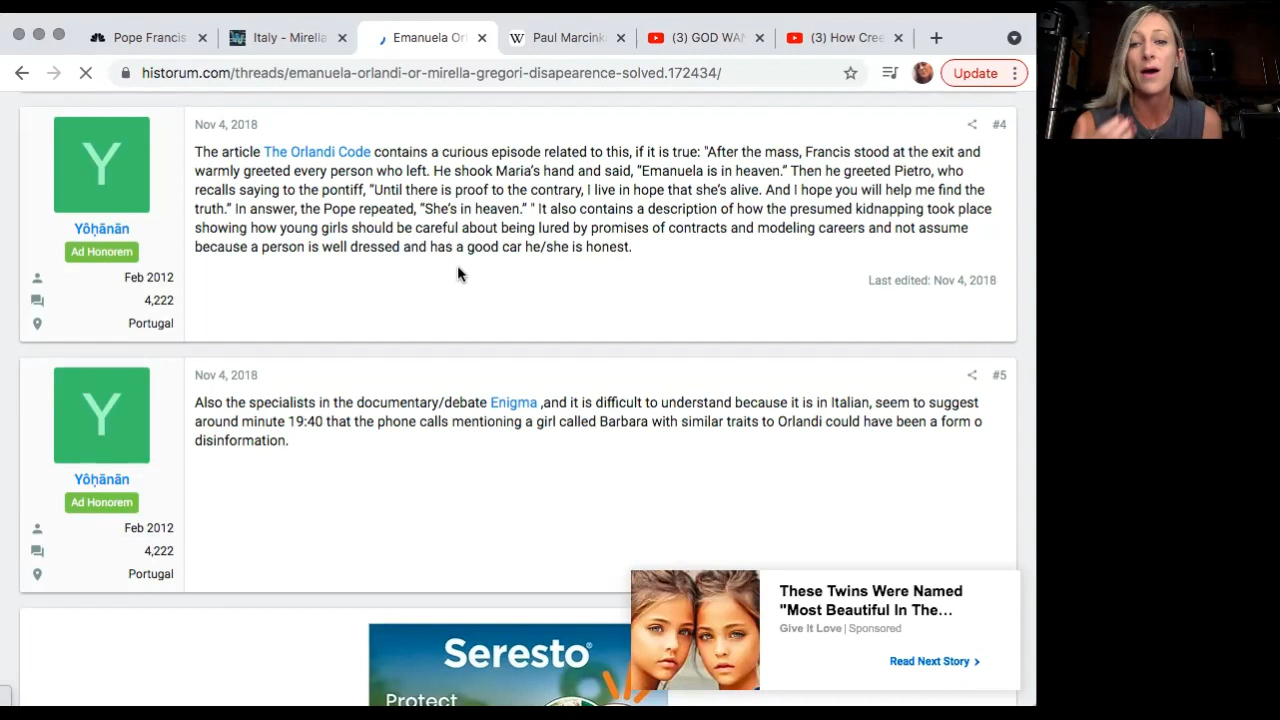 Pope Francis
Italy - Mirella
Emanuela Orl
Paul Marcink
(3) GOD WAN
(3) How Cree
historum.com/threads/emanuela-orlandi-or-mirella-gregori-disapearence-solved.172434/
Update
Nov 4, 2018
#4
Y
Yôḥānān
Ad Honorem
Feb 2012
4,222
Portugal
The article The Orlandi Code contains a curious episode related to this, if it is true: "After the mass, Francis stood at the exit and
warmly greeted every person who left. He shook Maria's hand and said, “Emanuela is in heaven.” Then he greeted Pietro, who
recalls saying to the pontiff, “Until there is proof to the contrary, I live in hope that she’s alive. And I hope you will help me find the
truth.” In answer, the Pope repeated, “She’s in heaven.” " It also contains a description of how the presumed kidnapping took place
showing how young girls should be careful about being lured by promises of contracts and modeling careers and not assume
because a person is well dressed and has a good car he/she is honest.
Last edited: Nov 4, 2018
Nov 4, 2018
#5
Y
Yôḥānān
Ad Honorem
Feb 2012
4,222
Portugal
Also the specialists in the documentary/debate Enigma ,and it is difficult to understand because it is in Italian, seem to suggest
around minute 19:40 that the phone calls mentioning a girl called Barbara with similar traits to Orlandi could have been a form o
disinformation.
These Twins Were Named
"Most Beautiful In The...
Give It Love | Sponsored
Read Next Story
Seresto®
Protect